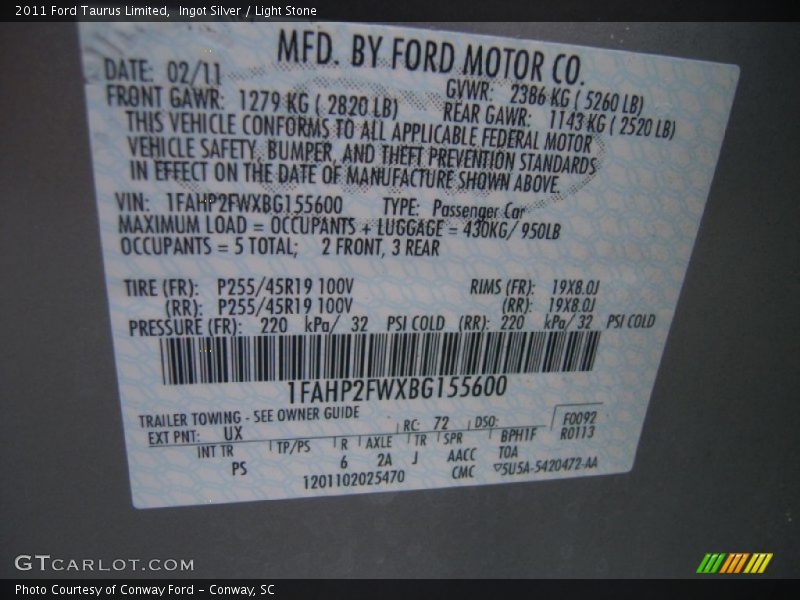 2011 Ford Taurus Limited, Ingot Silver / Light Stone
MFD. BY FORD MOTOR CO.
DATE: 02/11 GVWR: 2386 KG ( 5260 LB)
FRONT GAWR: 1279 KG ( 2820 LB) REAR GAWR: 1143 KG ( 2520 LB)
THIS VEHICLE CONFORMS TO ALL APPLICABLE FEDERAL MOTOR
VEHICLE SAFETY, BUMPER, AND THEFT PREVENTION STANDARDS
IN EFFECT ON THE DATE OF MANUFACTURE SHOWN ABOVE.
VIN: 1FAHP2FWXBG155600 TYPE: Passenger Car
MAXIMUM LOAD = OCCUPANTS + LUGGAGE = 430KG/ 950LB
OCCUPANTS = 5 TOTAL; 2 FRONT, 3 REAR
TIRE (FR): P255/45R19 100V RIMS (FR): 19X8.0J
(RR): P255/45R19 100V (RR): 19X8.0J
PRESSURE (FR): 220 kPa/ 32 PSI COLD (RR): 220 kPa/ 32 PSI COLD
1FAHP2FWXBG155600
TRAILER TOWING - SEE OWNER GUIDE
EXT PNT: UX RC: 72 DSO: F0092
R0113
INT TR TP/PS R AXLE TR SPR BPH1F
PS 6 2A J AACC TOA
1201102025470 CMC ▽5U5A-5420472-AA
GTCARLOT.COM
Photo Courtesy of Conway Ford – Conway, SC